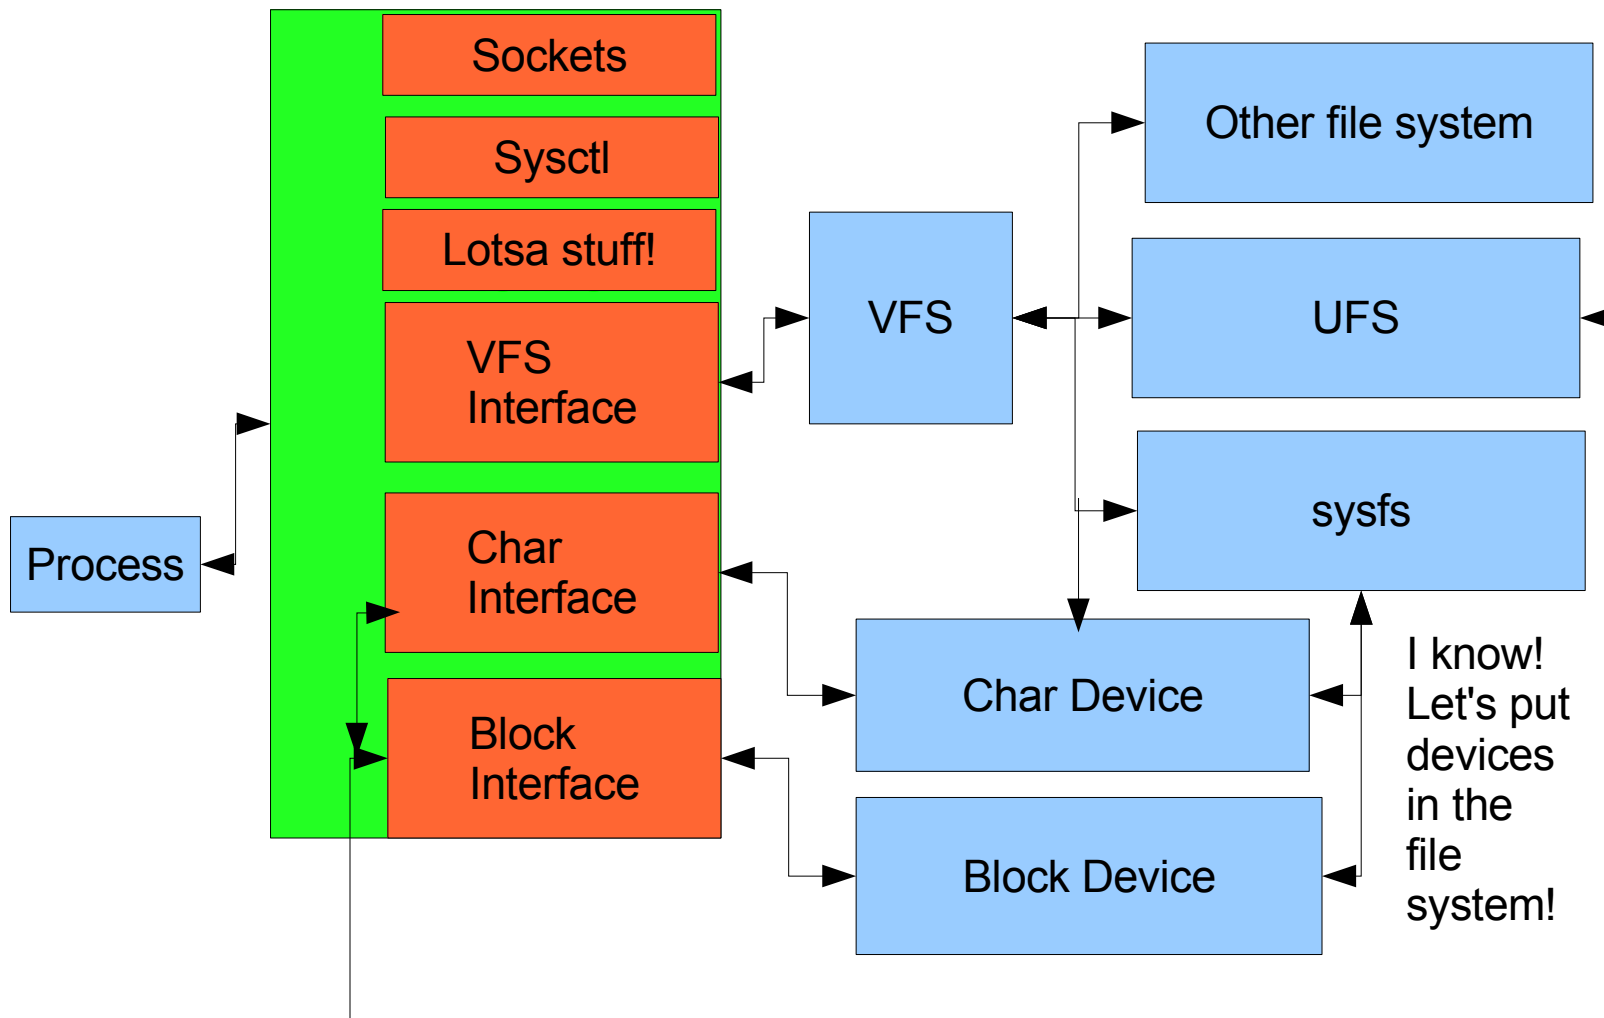 Sockets
Sysctl
Lotsa stuff!
VFS
Interface
Char
Interface
Block
Interface
Process
VFS
Other file system
UFS
sysfs
Char Device
Block Device
I know!
Let's put
devices
in the
file
system!